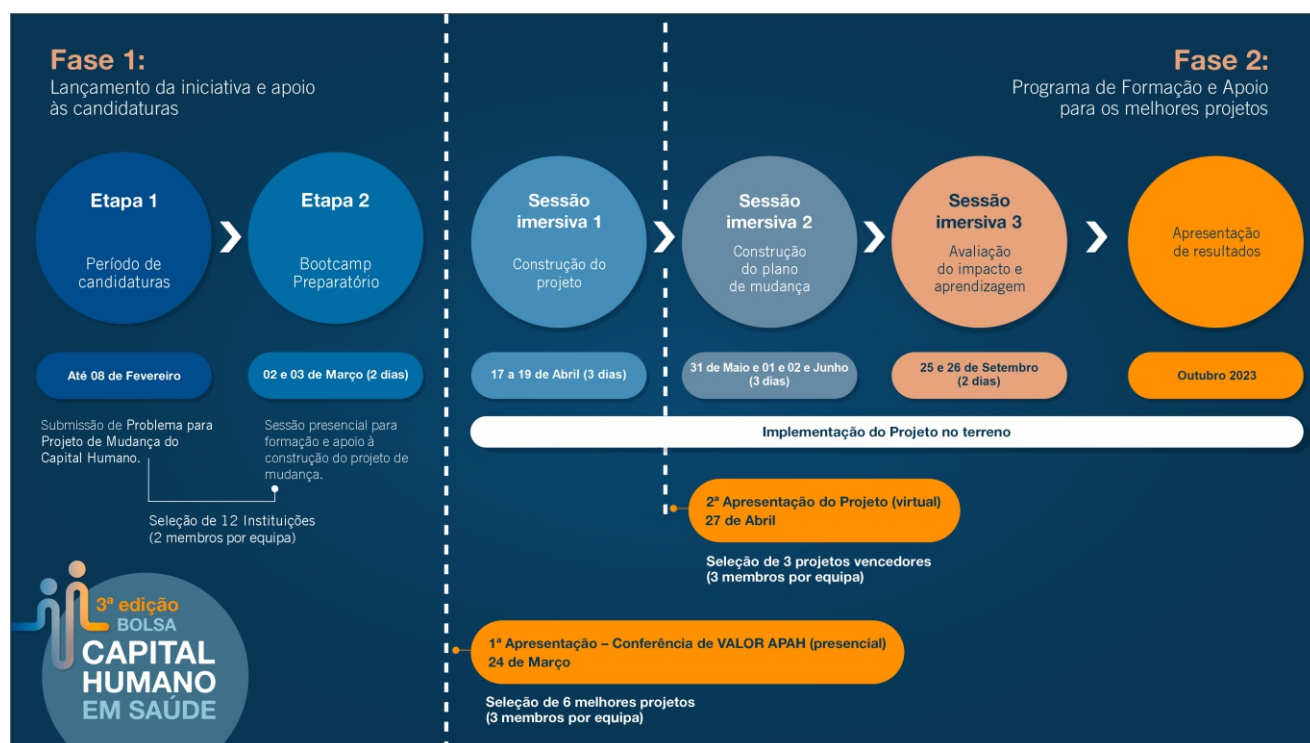 Fase 1:
Lançamento da iniciativa e apoio
às candidaturas
Fase 2:
Programa de Formação e Apoio
para os melhores projetos
Etapa 1
Período de
candidaturas
Etapa 2
Bootcamp
Preparatório
Sessão
imersiva 1
Construção do
projeto
Sessão
imersiva 2
Construção
do plano
de mudança
Sessão
imersiva 3
Avaliação
do impacto e
aprendizagem
Apresentação
de resultados
Até 08 de Fevereiro
02 e 03 de Março (2 dias)
17 a 19 de Abril (3 dias)
31 de Maio e 01 e 02 e Junho
(3 dias)
25 e 26 de Setembro
(2 dias)
Outubro 2023
Submissão de Problema para
Projeto de Mudança do
Capital Humano.
Sessão presencial para
formação e apoio à
construção do projeto de
mudança.
Implementação do Projeto no terreno
Seleção de 12 Instituições
(2 membros por equipa)
2ª Apresentação do Projeto (virtual)
27 de Abril
Seleção de 3 projetos vencedores
(3 membros por equipa)
1ª Apresentação – Conferência de VALOR APAH (presencial)
24 de Março
Seleção de 6 melhores projetos
(3 membros por equipa)
3ª edição
BOLSA
CAPITAL
HUMANO
EM SAÚDE